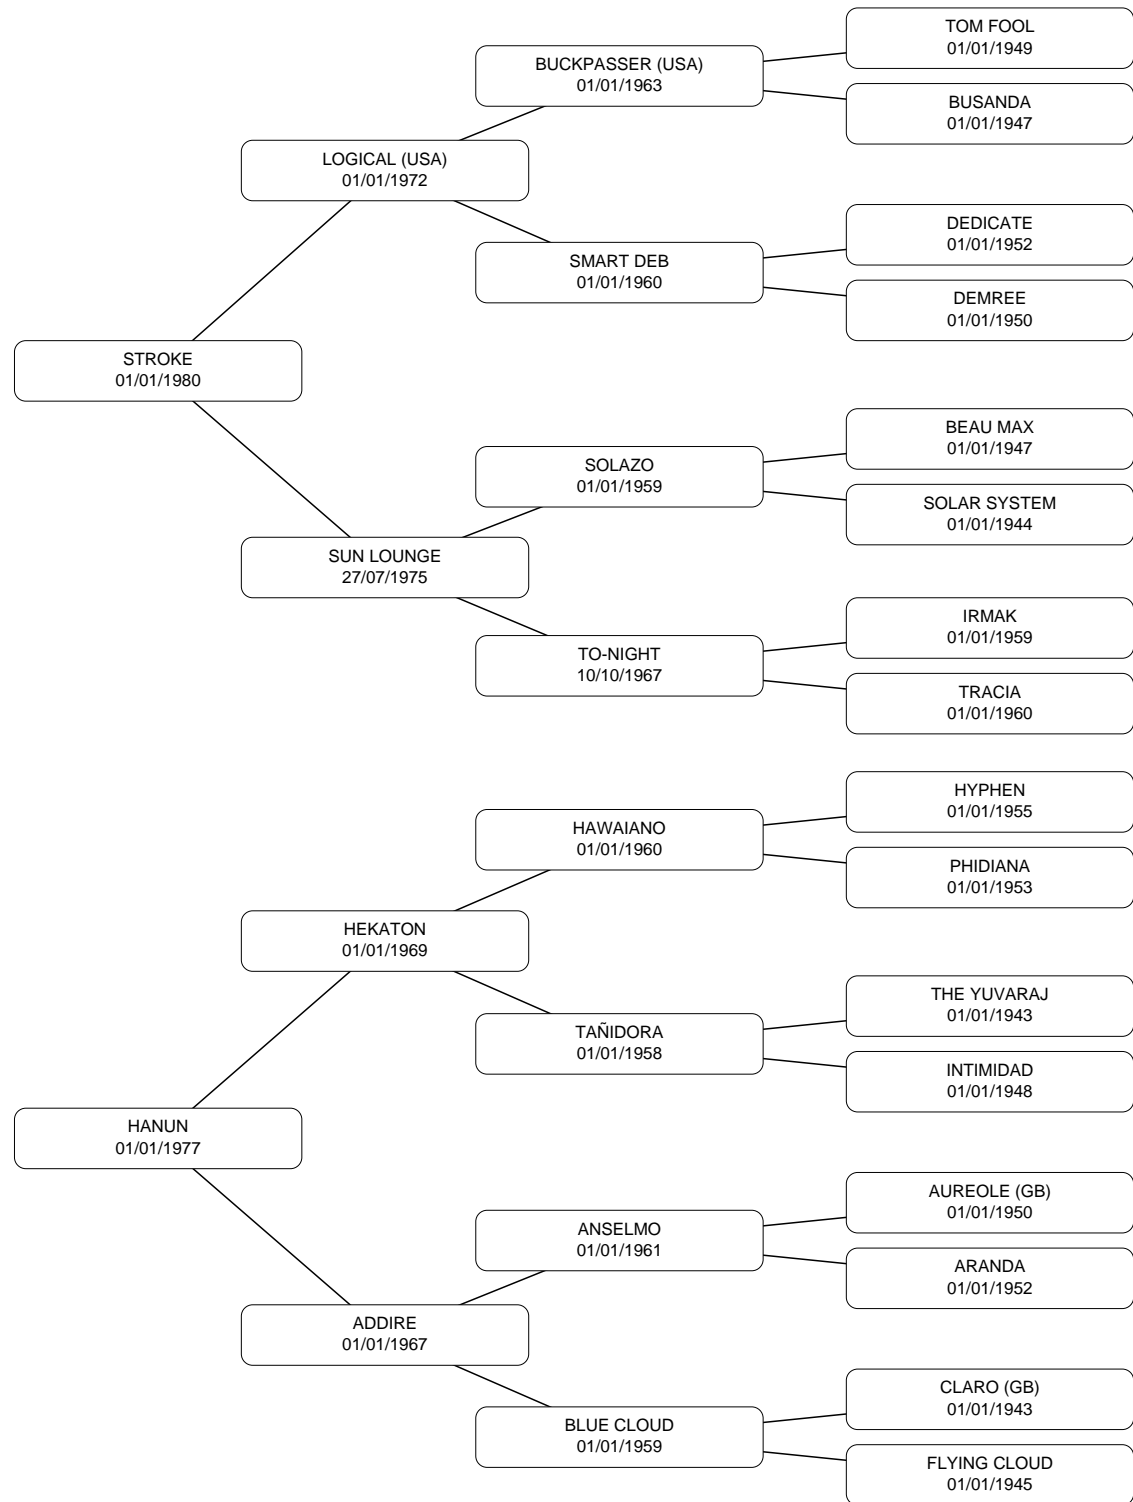 TOM FOOL
01/01/1949
BUCKPASSER (USA)
01/01/1963
BUSANDA
01/01/1947
LOGICAL (USA)
01/01/1972
DEDICATE
01/01/1952
SMART DEB
01/01/1960
DEMREE
01/01/1950
STROKE
01/01/1980
BEAU MAX
01/01/1947
SOLAZO
01/01/1959
SOLAR SYSTEM
01/01/1944
SUN LOUNGE
27/07/1975
IRMAK
01/01/1959
TO-NIGHT
10/10/1967
TRACIA
01/01/1960
HYPHEN
01/01/1955
HAWAIANO
01/01/1960
PHIDIANA
01/01/1953
HEKATON
01/01/1969
THE YUVARAJ
01/01/1943
TAÑIDORA
01/01/1958
INTIMIDAD
01/01/1948
HANUN
01/01/1977
AUREOLE (GB)
01/01/1950
ANSELMO
01/01/1961
ARANDA
01/01/1952
ADDIRE
01/01/1967
CLARO (GB)
01/01/1943
BLUE CLOUD
01/01/1959
FLYING CLOUD
01/01/1945